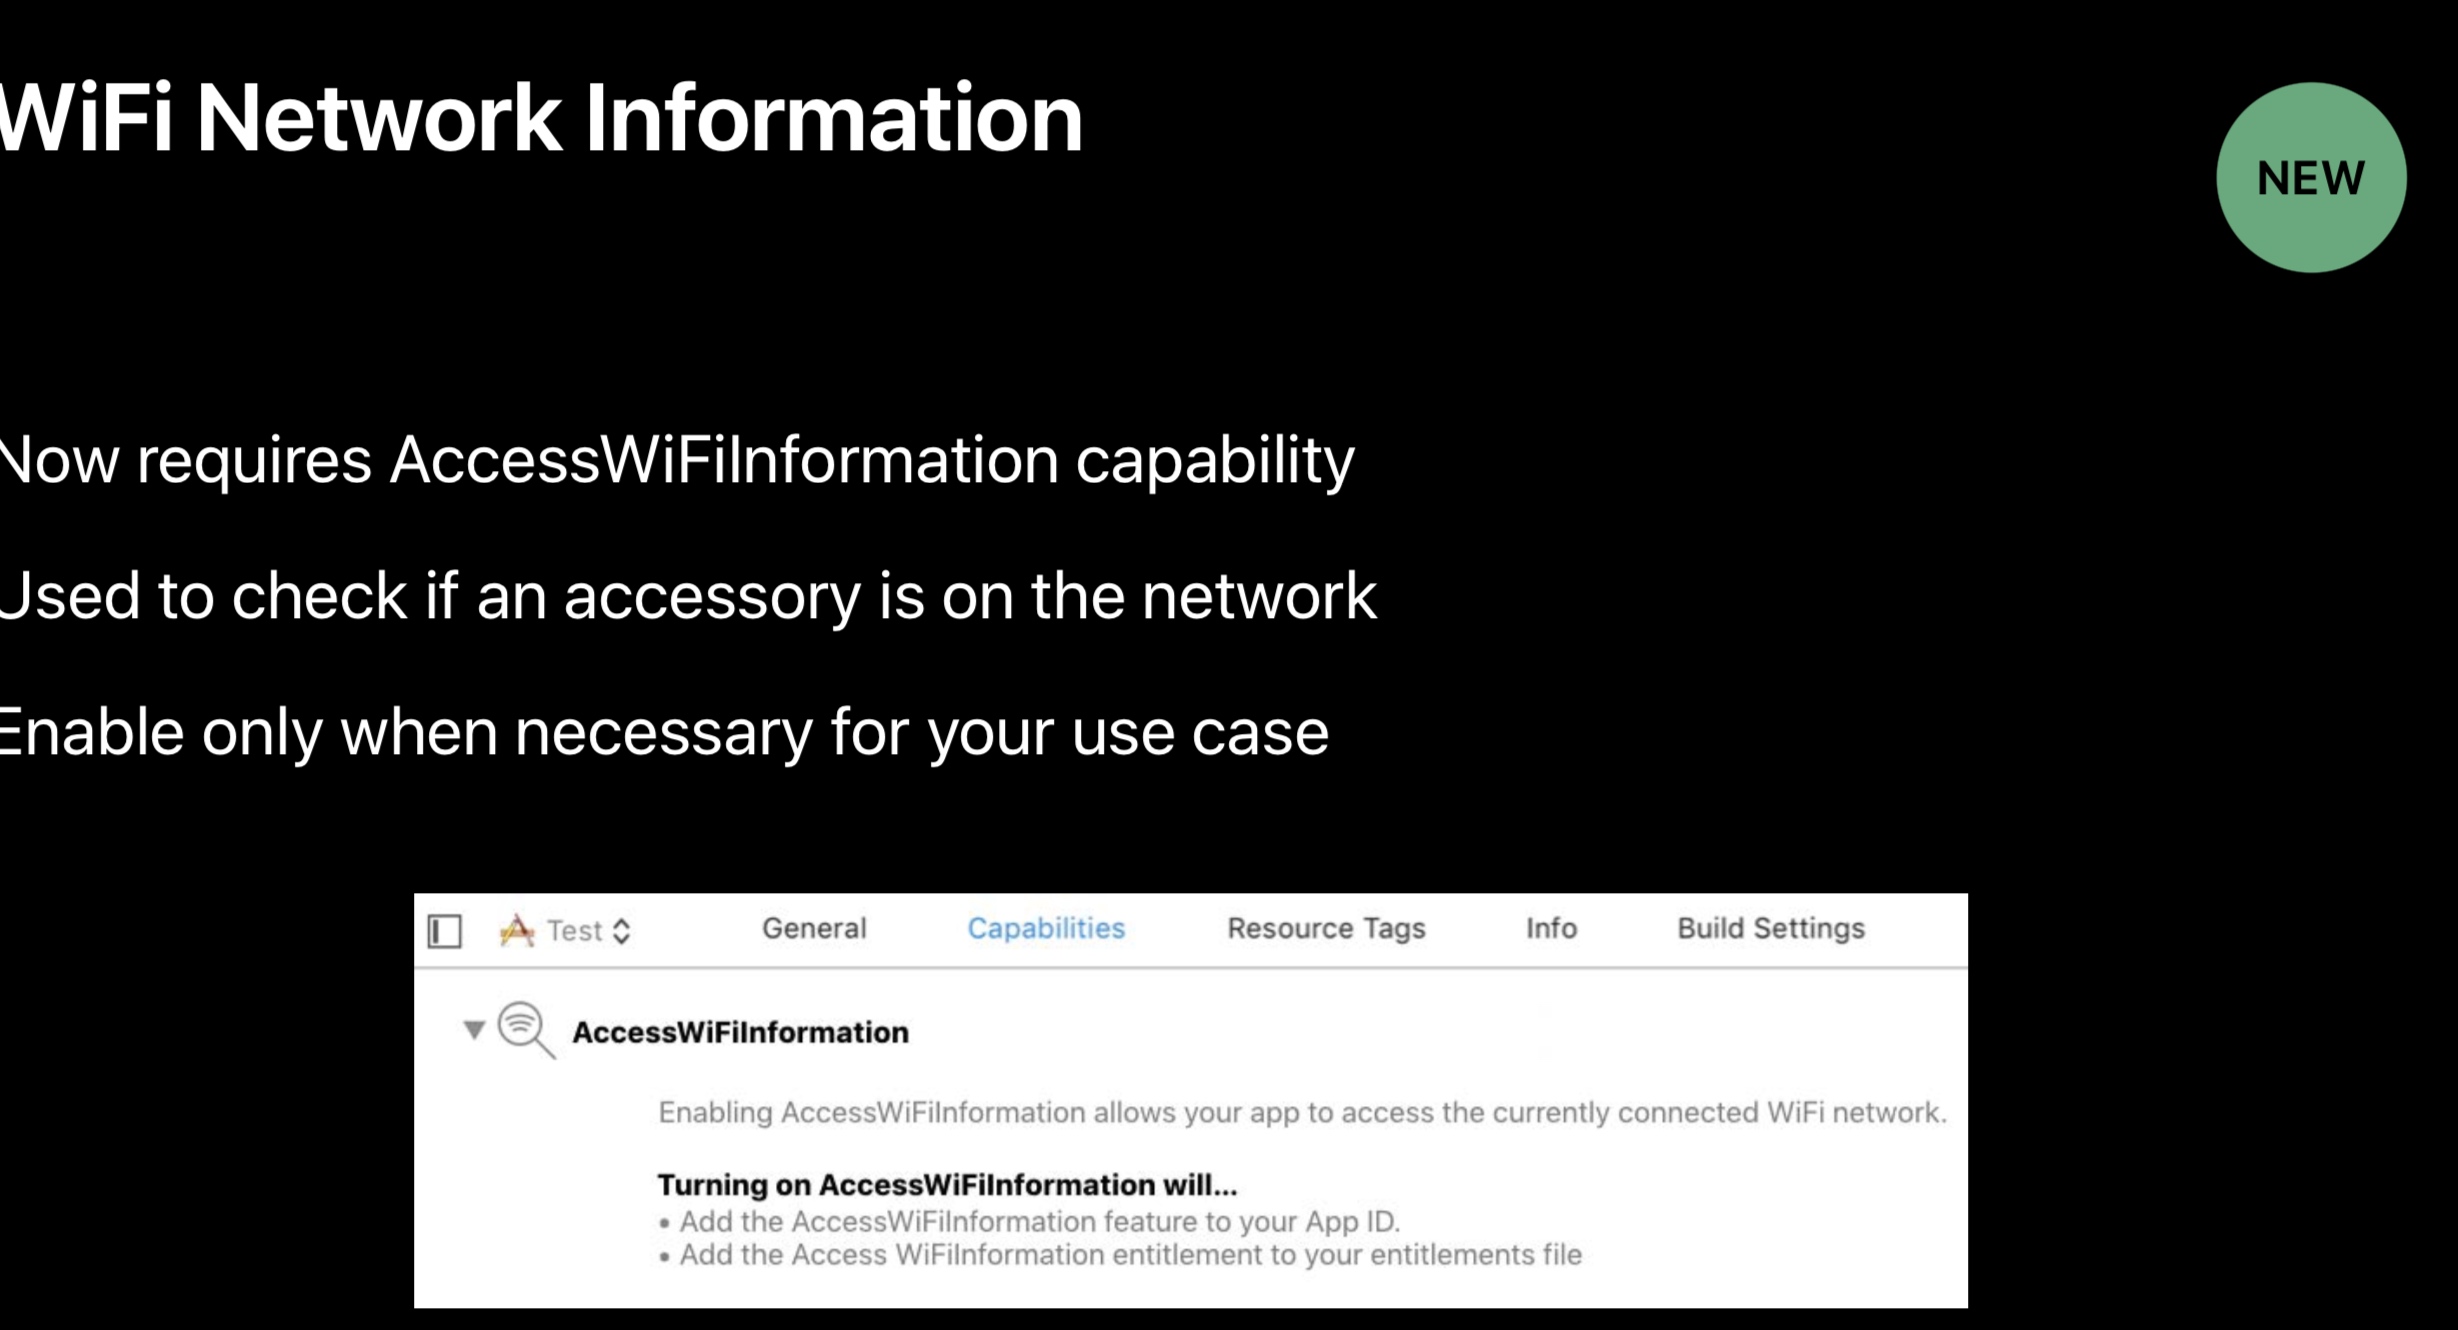 WiFi Network Information
NEW
Now requires AccessWiFiInformation capability
Used to check if an accessory is on the network
Enable only when necessary for your use case
Test General Capabilities Resource Tags Info Build Settings
AccessWiFiInformation
Enabling AccessWiFiInformation allows your app to access the currently connected WiFi network.
Turning on AccessWiFiInformation will...
• Add the AccessWiFiInformation feature to your App ID.
• Add the Access WiFiInformation entitlement to your entitlements file